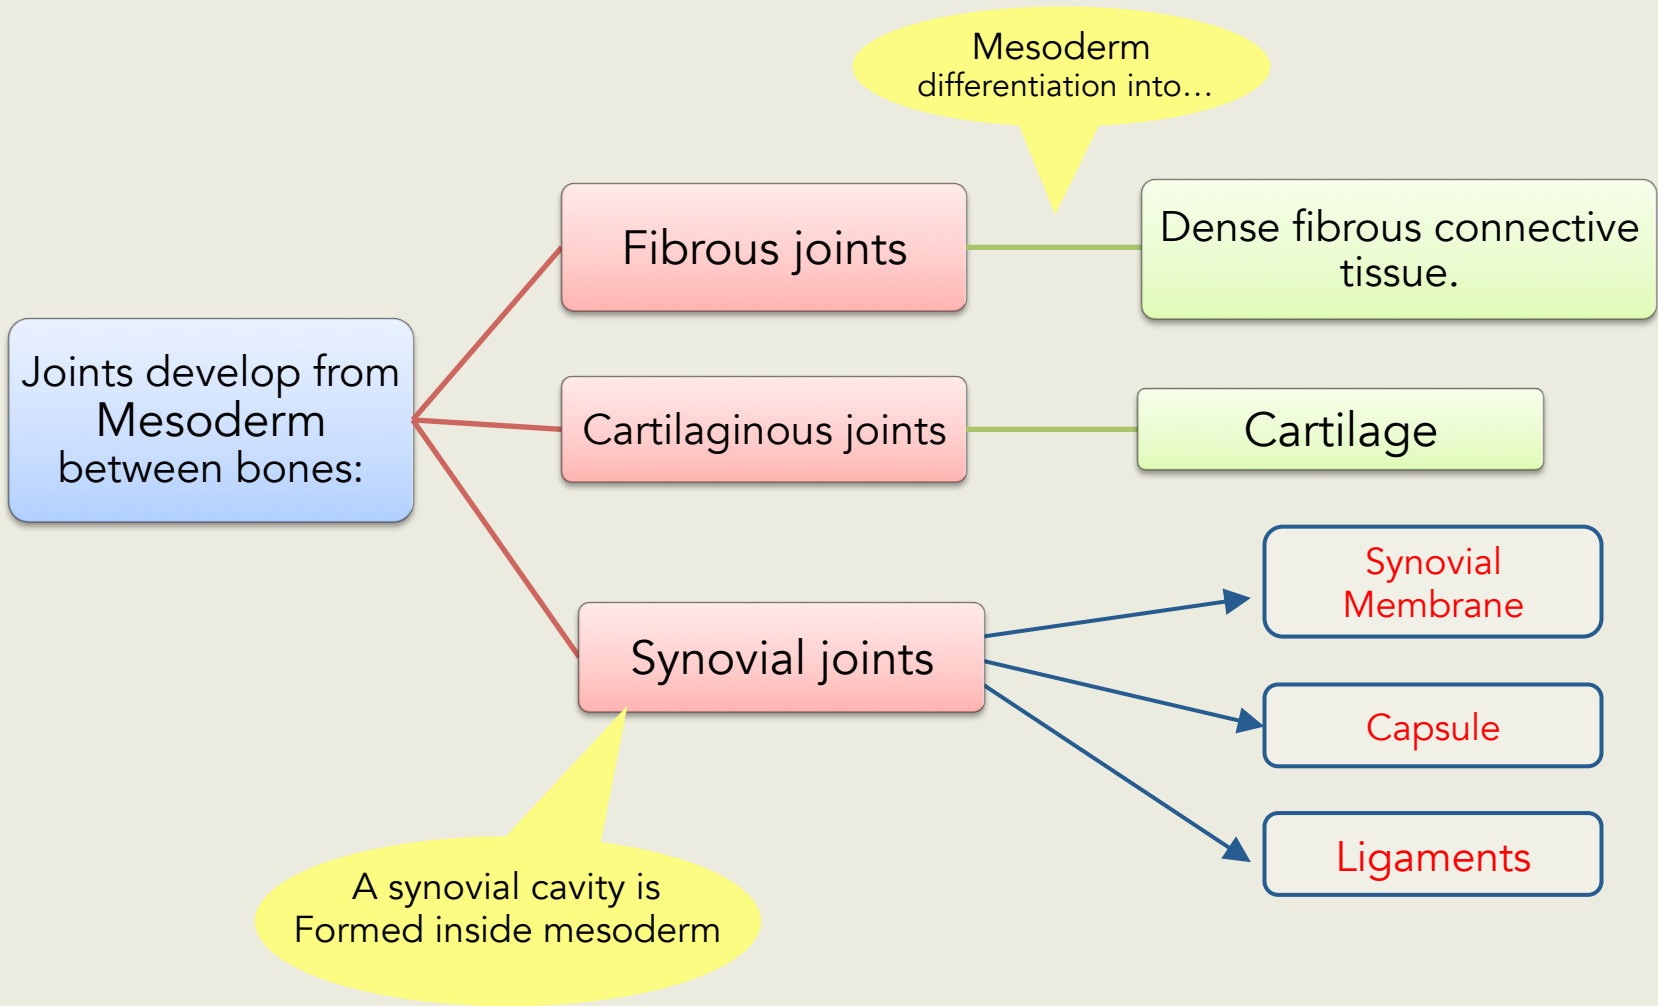 Mesoderm
differentiation into…
Fibrous joints
Dense fibrous connective
tissue.
Joints develop from
Mesoderm
between bones:
Cartilaginous joints
Cartilage
Synovial
Membrane
Synovial joints
Capsule
Ligaments
A synovial cavity is
Formed inside mesoderm